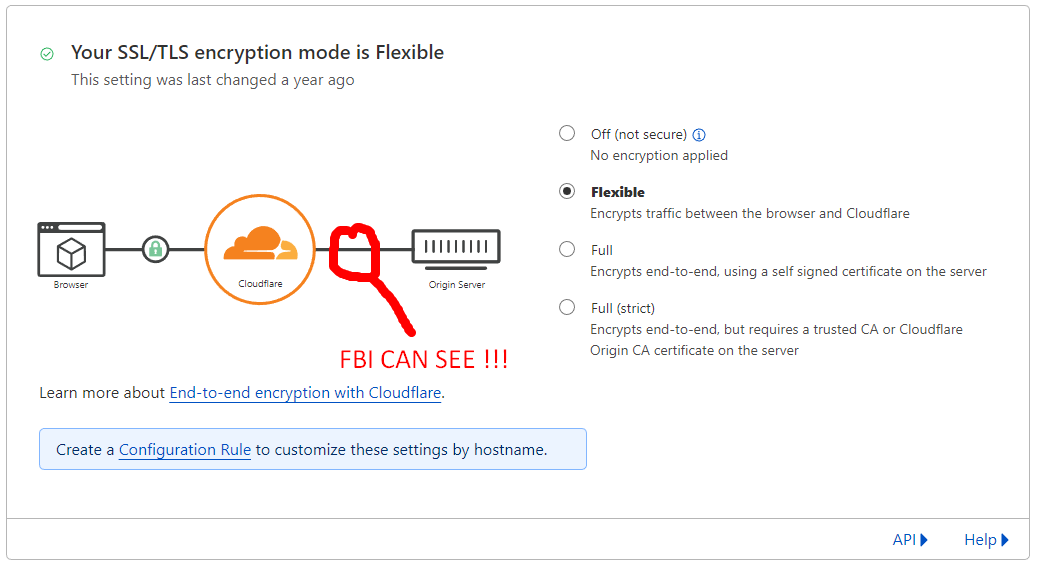 Your SSL/TLS encryption mode is Flexible
This setting was last changed a year ago
Off (not secure)
No encryption applied
Flexible
Encrypts traffic between the browser and Cloudflare
Full
Encrypts end-to-end, using a self signed certificate on the server
Full (strict)
Encrypts end-to-end, but requires a trusted CA or Cloudflare
Origin CA certificate on the server
Browser
Cloudflare
Origin Server
FBI CAN SEE !!!
Learn more about End-to-end encryption with Cloudflare.
Create a Configuration Rule to customize these settings by hostname.
API
Help